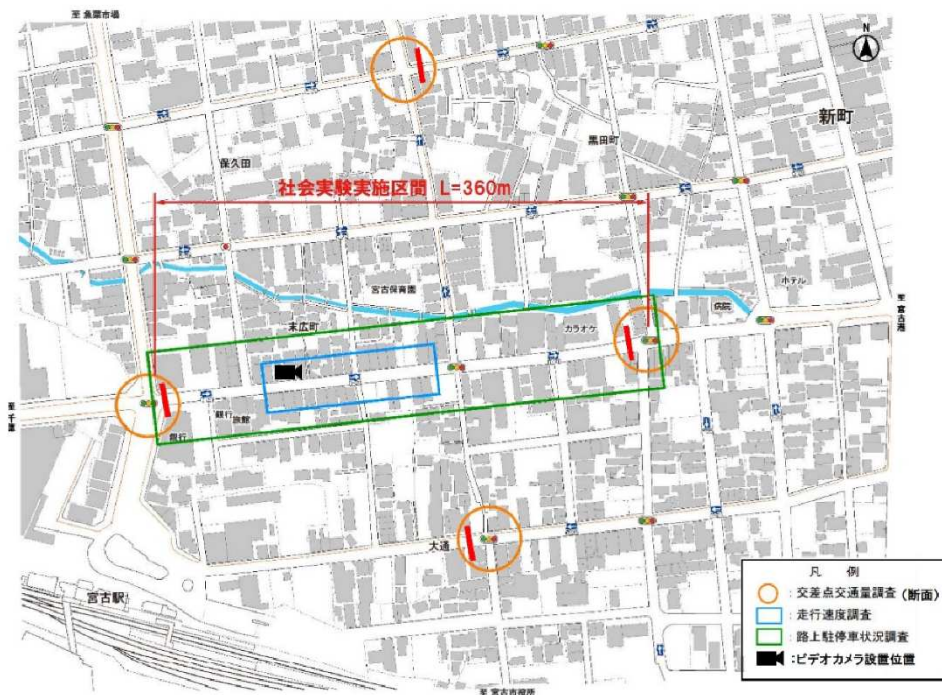 至 魚菜市場
N
新町
黒田町
保久田
社会実験実施区間 L=360m
宮古保育園
ホテル
病院
末広町
カラオケ
至 宮古港
至 千徳
銀行
旅館
銀行
大通
宮古駅
至 宮古市役所
凡 例
:交差点交通量調査 (断面)
:走行速度調査
:路上駐停車状況調査
:ビデオカメラ設置位置